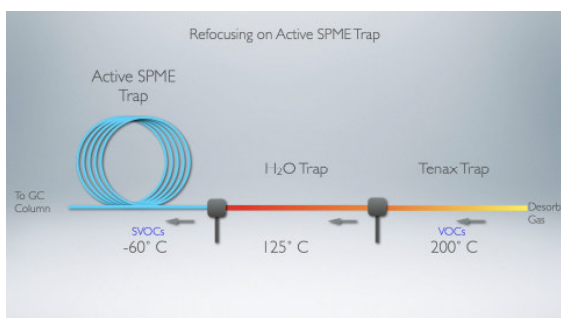 Refocusing on Active SPME Trap
Active SPME
Trap
H₂O Trap
Tenax Trap
To GC
Column
Desorb
Gas
SVOCs
VOCs
-60° C
125° C
200° C